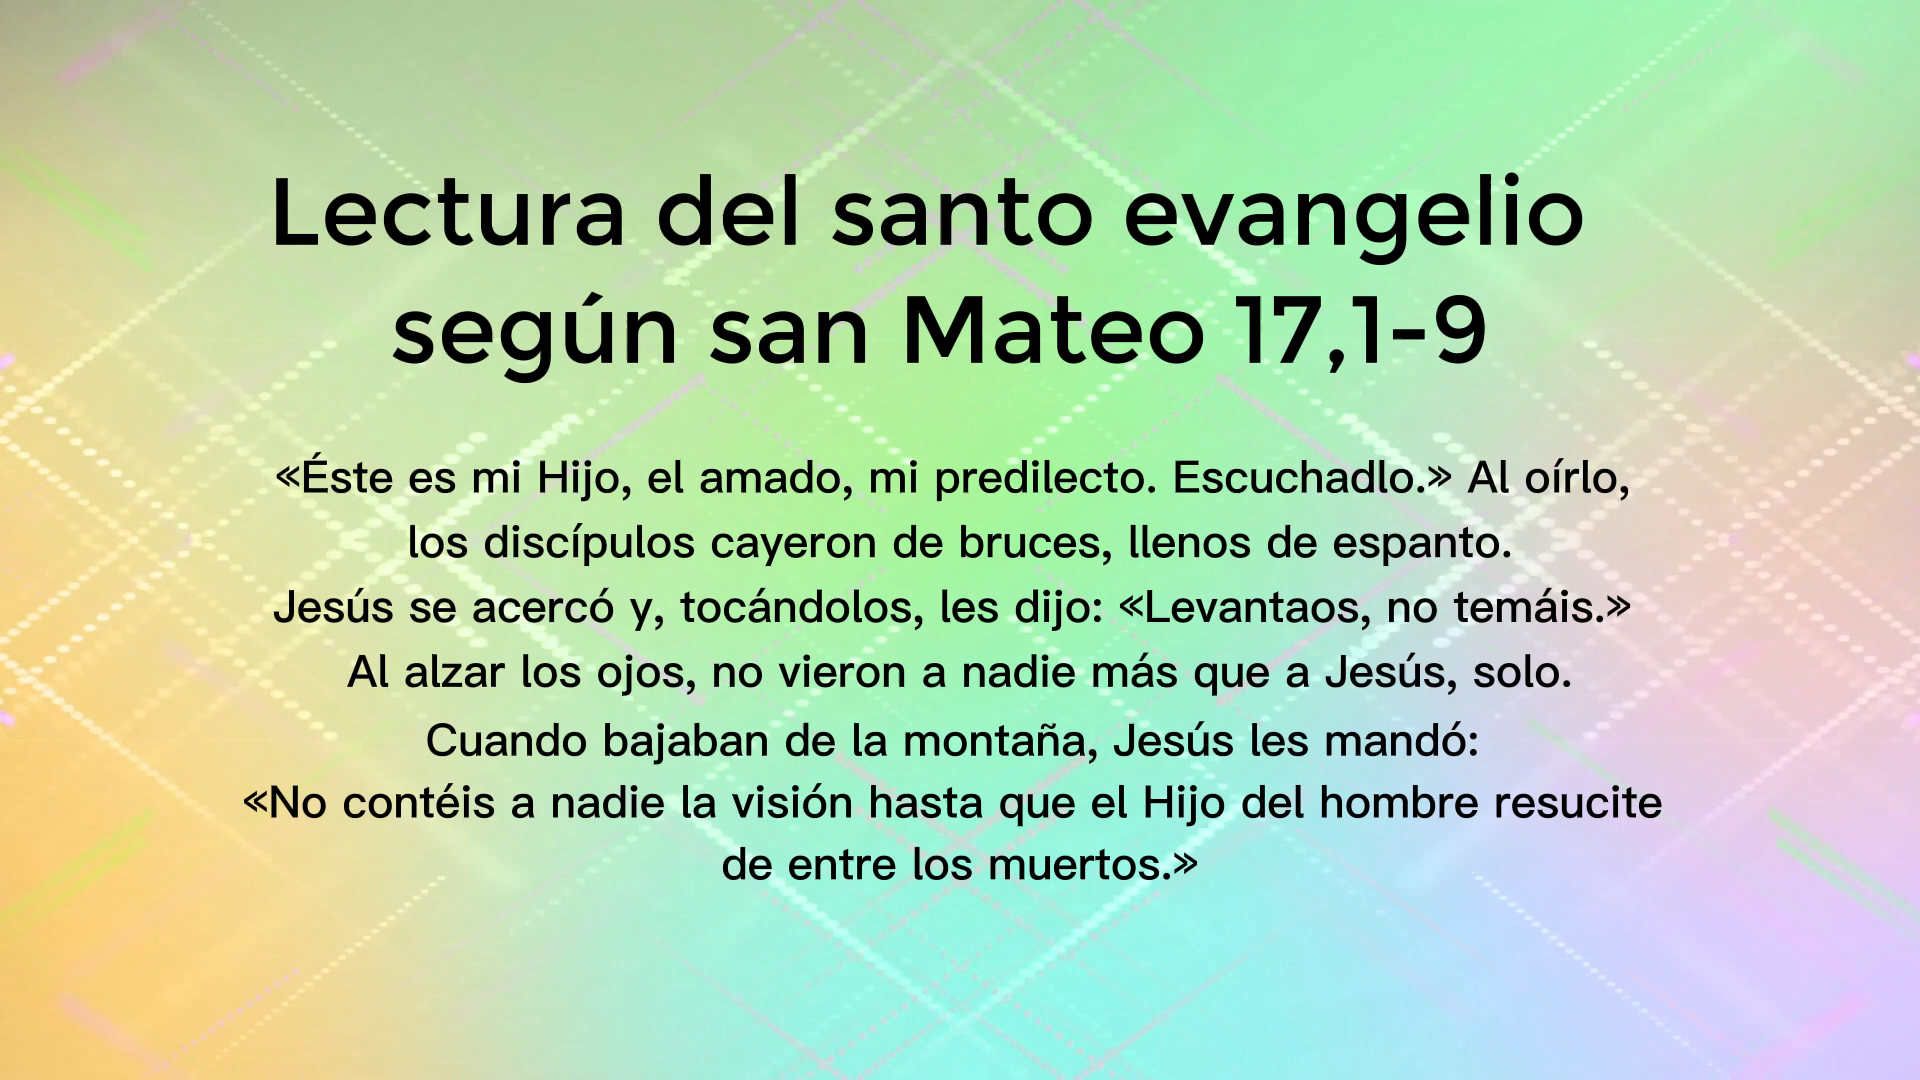 Lectura del santo evangelio
según san Mateo 17,1-9
«Éste es mi Hijo, el amado, mi predilecto. Escuchadlo.» Al oírlo,
los discípulos cayeron de bruces, llenos de espanto.
Jesús se acercó y, tocándolos, les dijo: «Levantaos, no temáis.»
Al alzar los ojos, no vieron a nadie más que a Jesús, solo.
Cuando bajaban de la montaña, Jesús les mandó:
«No contéis a nadie la visión hasta que el Hijo del hombre resucite
de entre los muertos.»